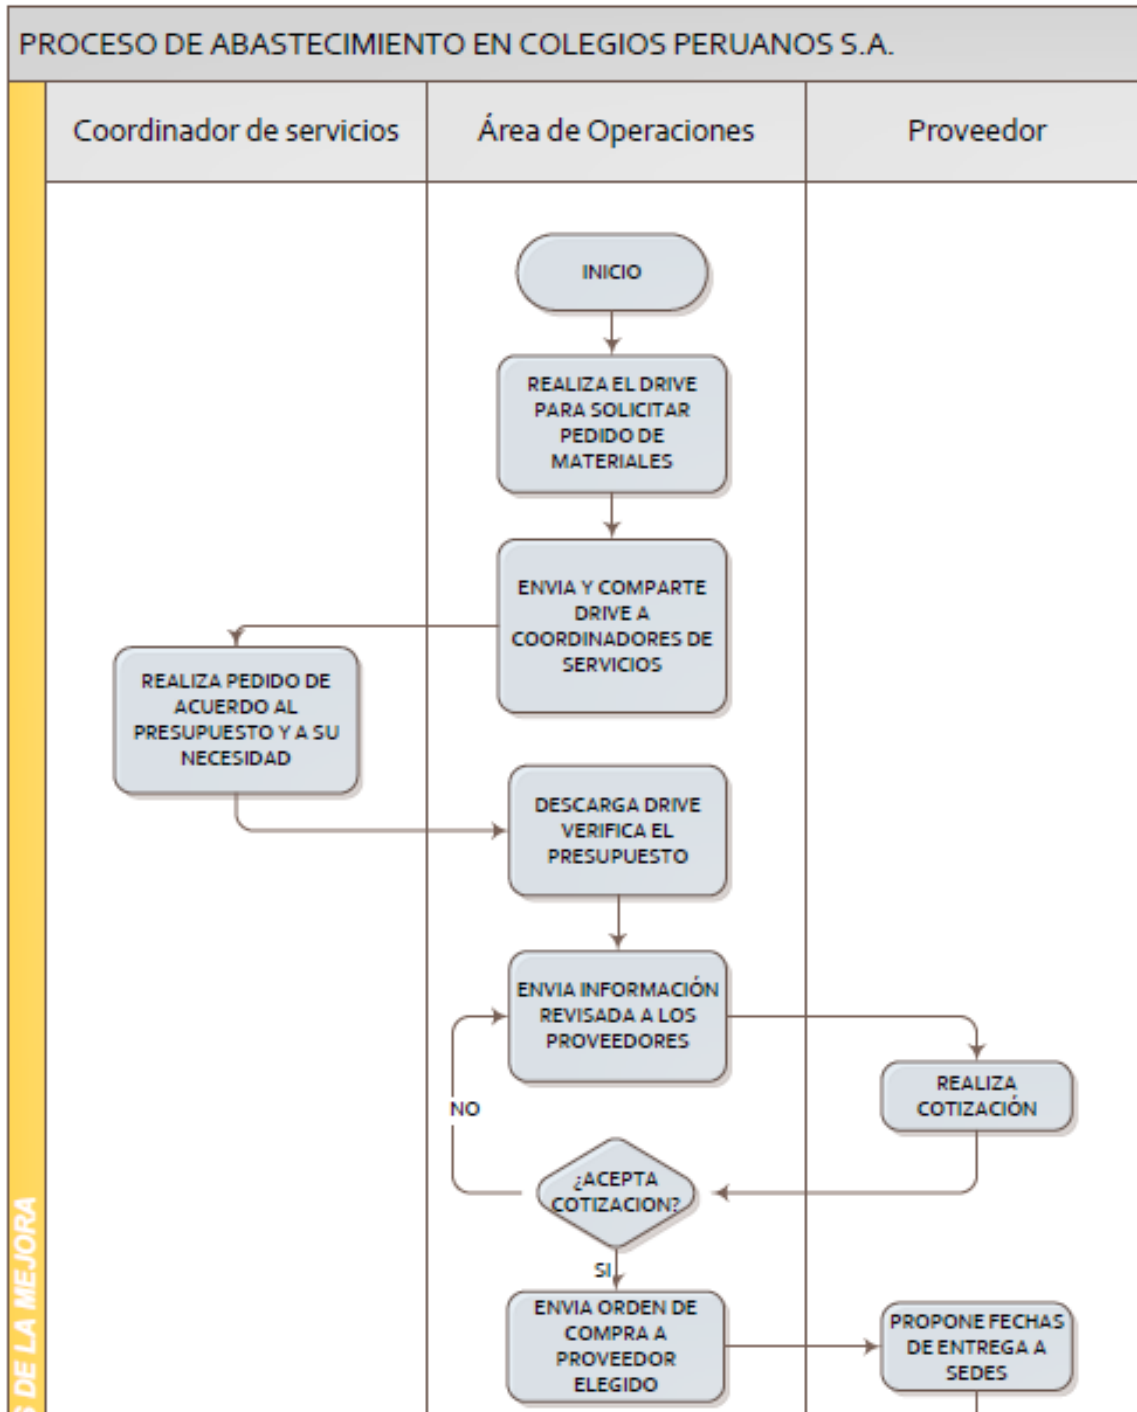 PROCESO DE ABASTECIMIENTO EN COLEGIOS PERUANOS S.A.
Coordinador de servicios
Área de Operaciones
Proveedor
INICIO
REALIZA EL DRIVE
PARA SOLICITAR
PEDIDO DE
MATERIALES
ENVIA Y COMPARTE
DRIVE A
COORDINADORES DE
SERVICIOS
REALIZA PEDIDO DE
ACUERDO AL
PRESUPUESTO Y A SU
NECESIDAD
DESCARGA DRIVE
VERIFICA EL
PRESUPUESTO
ENVIA INFORMACIÓN
REVISADA A LOS
PROVEEDORES
REALIZA
COTIZACIÓN
NO
¿ACEPTA
COTIZACION?
SI
ENVIA ORDEN DE
COMPRA A
PROVEEDOR
ELEGIDO
PROPONE FECHAS
DE ENTREGA A
SEDES
DE LA MEJORA